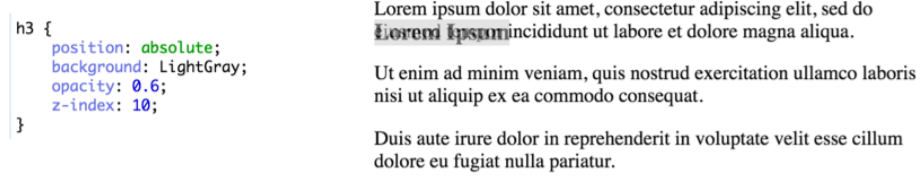 h3 {
position: absolute;
background: LightGray;
opacity: 0.6;
z-index: 10;
}
Lorem ipsum dolor sit amet, consectetur adipiscing elit, sed do
Lorem Ipsum incididunt ut labore et dolore magna aliqua.
Ut enim ad minim veniam, quis nostrud exercitation ullamco laboris
nisi ut aliquip ex ea commodo consequat.
Duis aute irure dolor in reprehenderit in voluptate velit esse cillum
dolore eu fugiat nulla pariatur.